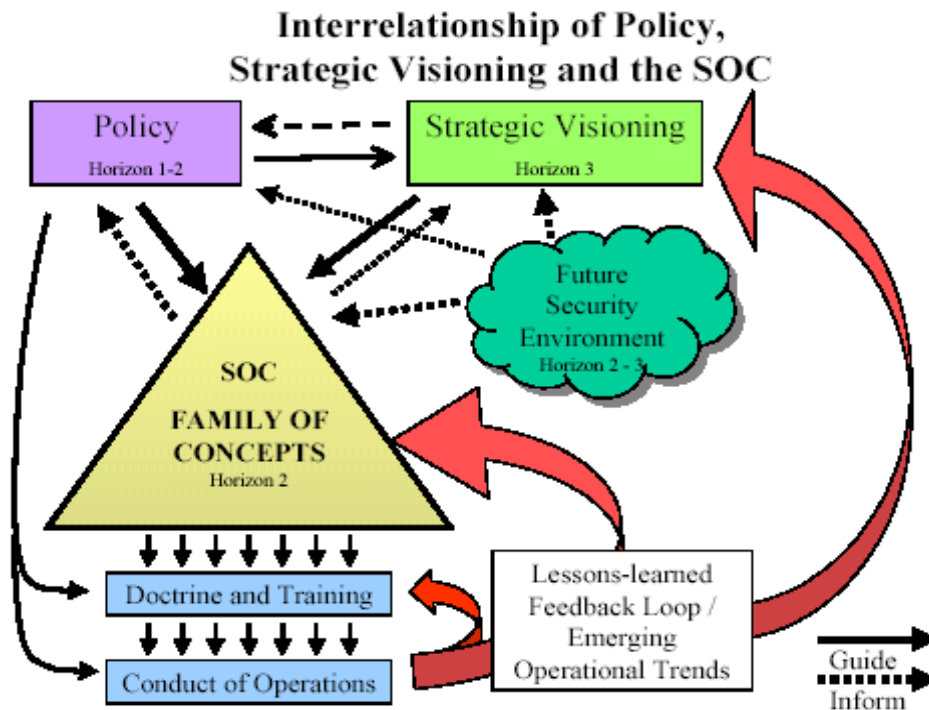 Interrelationship of Policy,
Strategic Visioning and the SOC
Policy
Horizon 1-2
Strategic Visioning
Horizon 3
Future
Security
Environment
Horizon 2 - 3
SOC
FAMILY OF
CONCEPTS
Horizon 2
Doctrine and Training
Conduct of Operations
Lessons-learned
Feedback Loop /
Emerging
Operational Trends
Guide
Inform